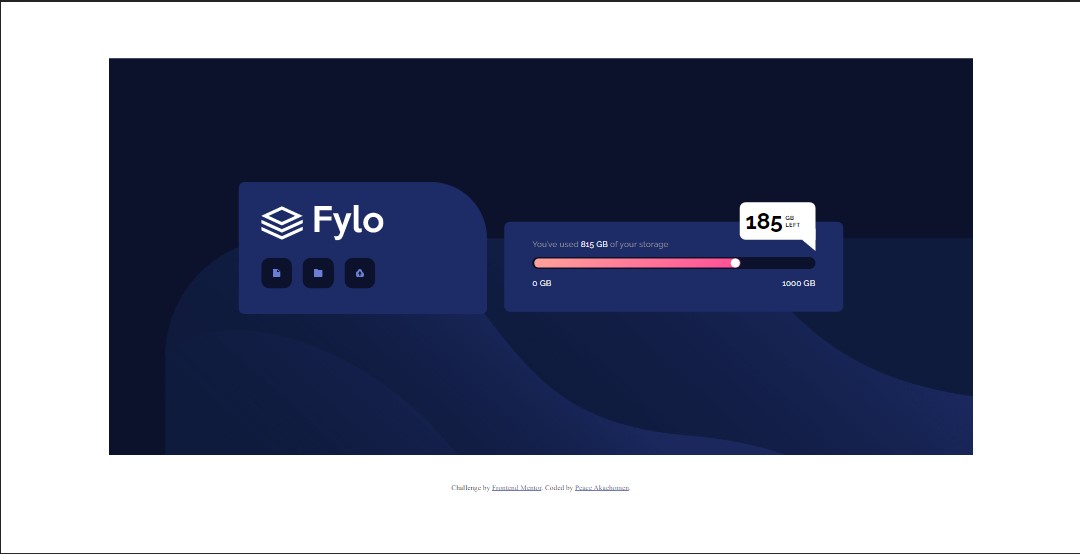 Fylo
185 GB LEFT
You've used 815 GB of your storage
0 GB
1000 GB
Challenge by Frontend Mentor. Coded by Peace Akachomen.